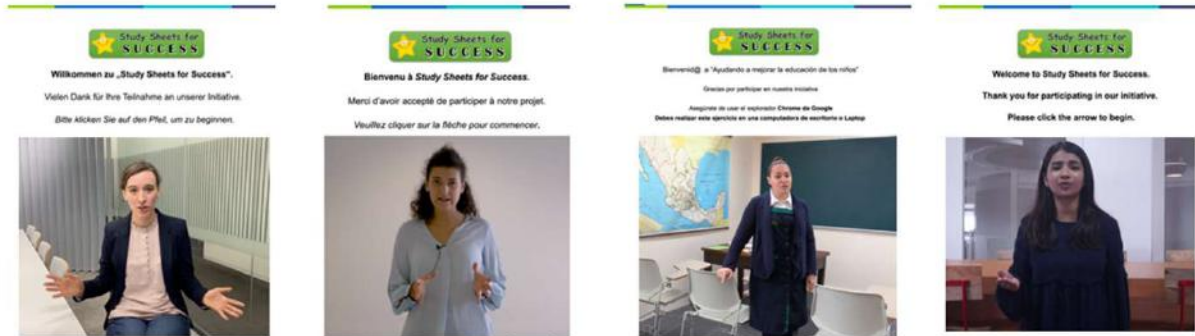 Study Sheets for
SUCCESS
Willkommen zu „Study Sheets for Success“.
Vielen Dank für Ihre Teilnahme an unserer Initiative.
Bitte klicken Sie auf den Pfeil, um zu beginnen.
Study Sheets for
SUCCESS
Bienvenu à Study Sheets for Success.
Merci d’avoir accepté de participer à notre projet.
Veuillez cliquer sur la flèche pour commencer.
Study Sheets for
SUCCESS
Bienvenid@ a "Ayudando a mejorar la educación de los niños"
Gracias por participar en nuestra iniciativa
Asegúrate de usar el explorador Chrome de Google
Debes realizar este ejercicio en una computadora de escritorio o Laptop
Study Sheets for
SUCCESS
Welcome to Study Sheets for Success.
Thank you for participating in our initiative.
Please click the arrow to begin.